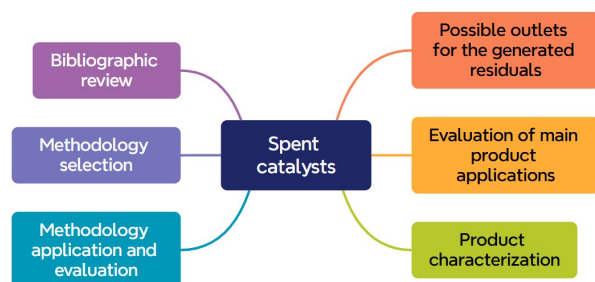 Bibliographic
review
Methodology
selection
Methodology
application and
evaluation
Spent
catalysts
Possible outlets
for the generated
residuals
Evaluation of main
product
applications
Product
characterization